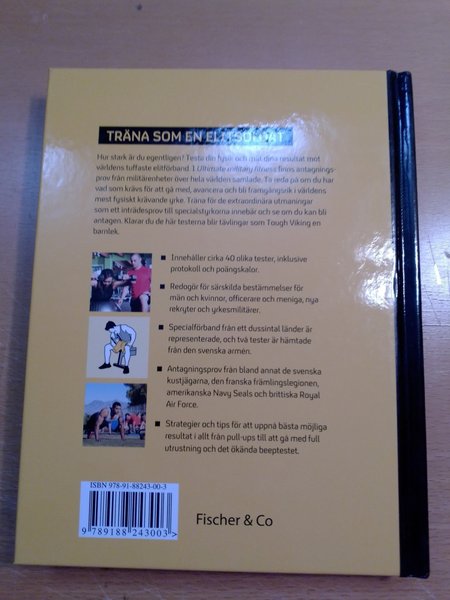 TRÄNA SOM EN ELITSOLDAT
Hur stark är du egentligen? Testa din fysik och mät dina resultat mot
världens tuffaste elitförband. I Ultimate military fitness finns antagnings-
prov från militärenheter över hela världen samlade. Ta reda på om du har
vad som krävs för att gå med, avancera och bli framgångsrik i världens
mest fysiskt krävande yrke. Träna för de extraordinära utmaningar
som ett inträdesprov till specialstyrkorna innebär och se om du kan bli
antagen. Klarar du de här testerna blir tävlingar som Tough Viking en
barnlek.
Innehåller cirka 40 olika tester, inklusive
protokoll och poängskalor.
Redogör för särskilda bestämmelser för
män och kvinnor, officerare och meniga, nya
rekryter och yrkesmilitärer.
Specialförband från ett dussintal länder är
representerade, och två tester är hämtade
från den svenska armén.
Antagningsprov från bland annat de svenska
kustjägarna, den franska främlingslegionen,
amerikanska Navy Seals och brittiska Royal
Air Force.
Strategier och tips för att uppnå bästa möjliga
resultat i allt från pull-ups till att gå med full
utrustning och det ökända beeptestet.
ISBN 978-91-88243-00-3
9 789188 243003 >
Fischer & Co